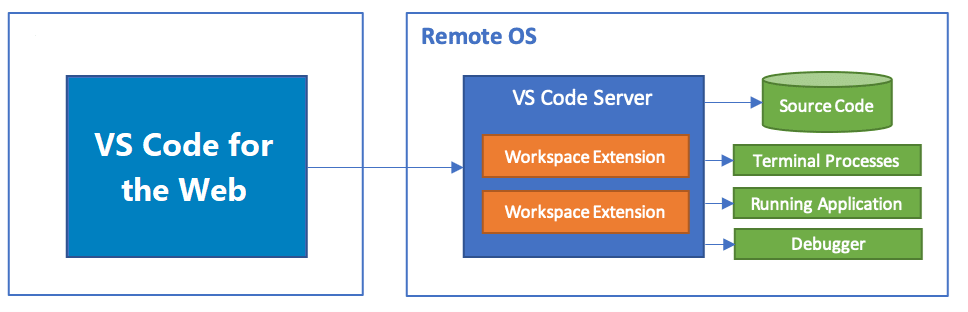 VS Code for
the Web
Remote OS
VS Code Server
Workspace Extension
Workspace Extension
Source Code
Terminal Processes
Running Application
Debugger